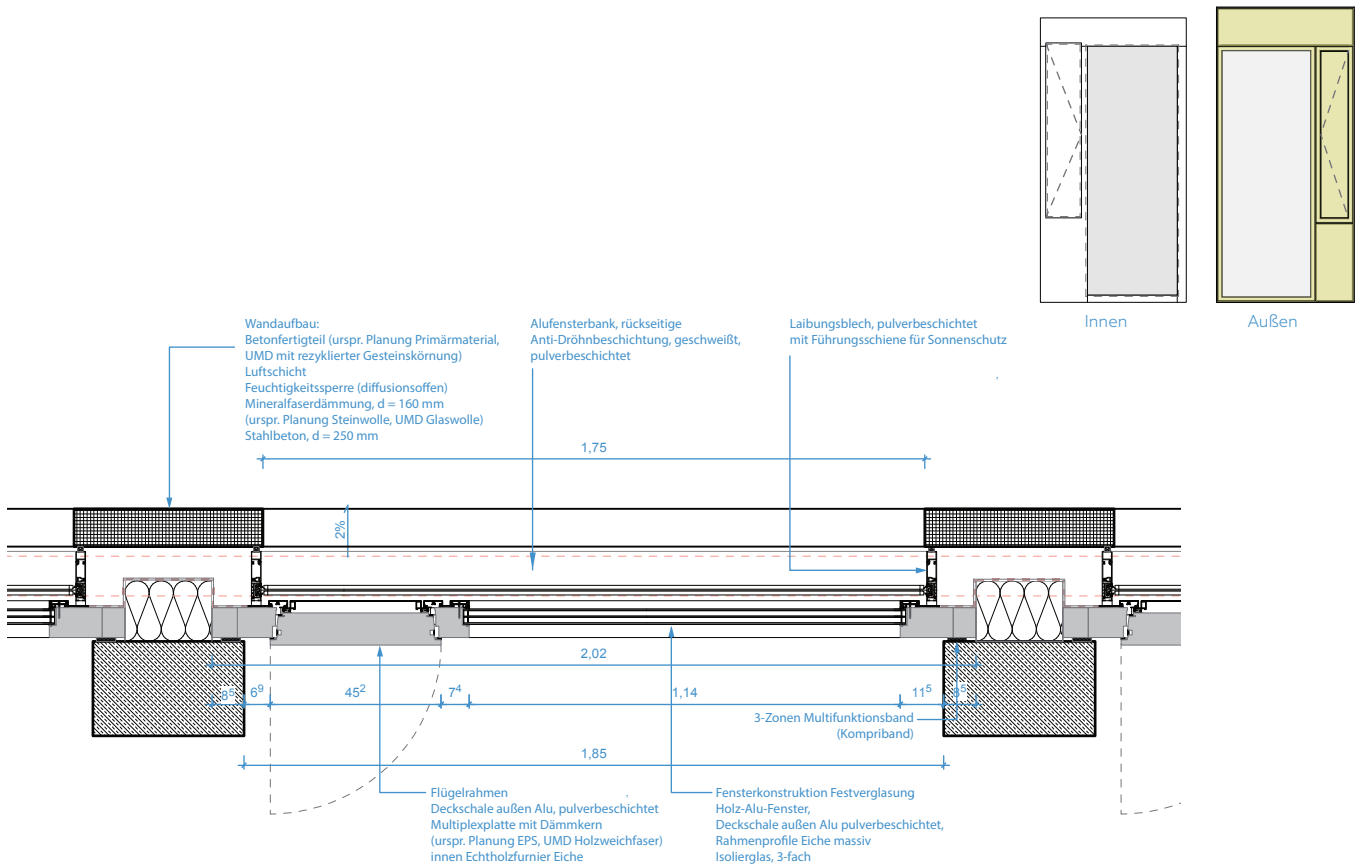 Innen
Außen
Wandaufbau:
Betonfertigteil (urspr. Planung Primärmaterial,
UMD mit rezyklierter Gesteinskörnung)
Luftschicht
Feuchtigkeitssperre (diffusionsoffen)
Mineralfaserdämmung, d = 160 mm
(urspr. Planung Steinwolle, UMD Glaswolle)
Stahlbeton, d = 250 mm
Alufensterbank, rückseitige
Anti-Dröhnbeschichtung, geschweißt,
pulverbeschichtet
Laibungsblech, pulverbeschichtet
mit Führungsschiene für Sonnenschutz
1,75
2%
2,02
8⁵ 6⁹ 45² 7⁴ 1,14 11⁵ 8⁵
3-Zonen Multifunktionsband
(Kompriband)
1,85
Flügelrahmen
Deckschale außen Alu, pulverbeschichtet
Multiplexplatte mit Dämmkern
(urspr. Planung EPS, UMD Holzweichfaser)
innen Echtholzfurnier Eiche
Fensterkonstruktion Festverglasung
Holz-Alu-Fenster,
Deckschale außen Alu pulverbeschichtet,
Rahmenprofile Eiche massiv
Isolierglas, 3-fach